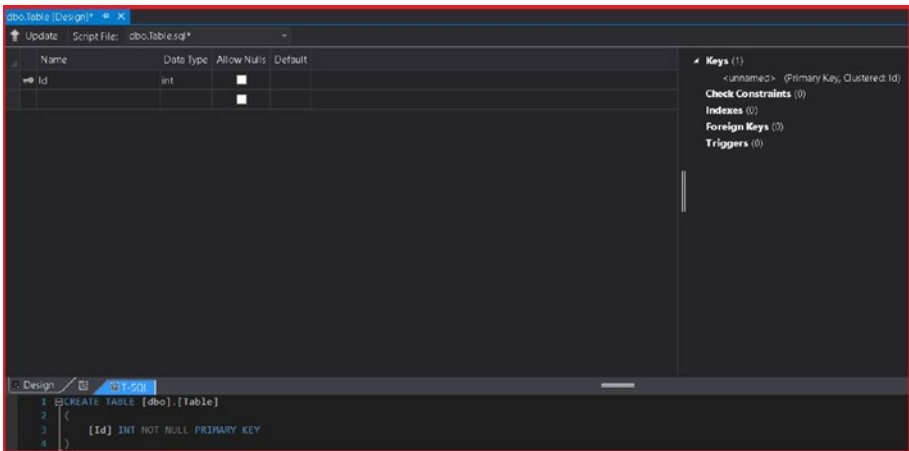 dbo.Table [Design]*
Update Script File: dbo.Table.sql*
Name Data Type Allow Nulls Default
Id int
Keys (1)
<unnamed> (Primary Key, Clustered: Id)
Check Constraints (0)
Indexes (0)
Foreign Keys (0)
Triggers (0)
Design T-SQL
1 CREATE TABLE [dbo].[Table]
2 (
3 [Id] INT NOT NULL PRIMARY KEY
4 )